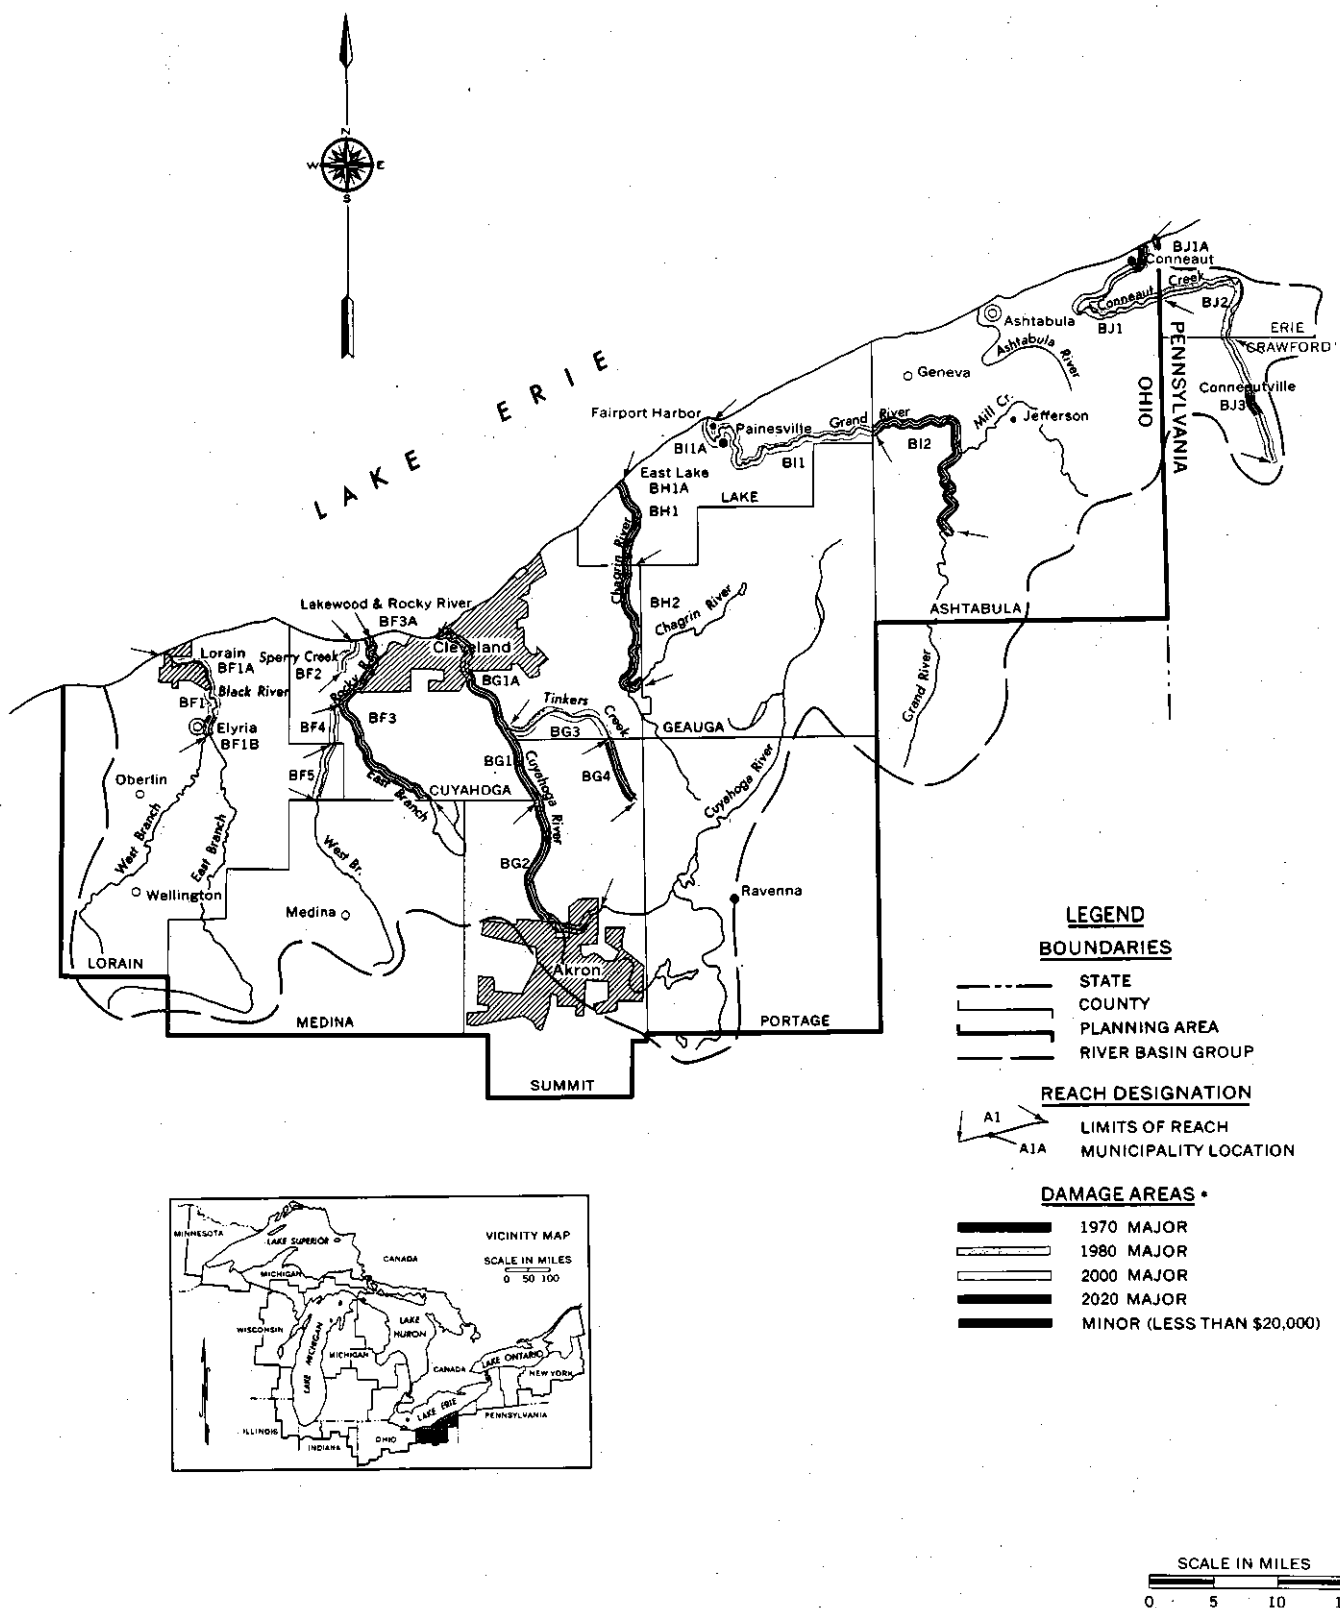 N
W E
S
LAKE ERIE
BJ1A
Conneaut
Conneaut Creek
BJ2
BJ1
ERIE
CRAWFORD
Ashtabula
Ashtabula River
PENNSYLVANIA
OHIO
Geneva
Conneautville
BJ3
Mill Cr.
Jefferson
Fairport Harbor
Painesville
Grand River
BI1A
BI1
BI2
East Lake
BH1A
LAKE
BH1
Chagrin River
BH2
Chagrin River
ASHTABULA
Grand River
Lakewood & Rocky River
BF3A
Cleveland
Lorain
BF1A
Sperry Creek
BF2
Rocky R.
BG1A
Black River
BF1
Tinkers Creek
BF4
BF3
BG3
GEAUGA
Elyria
BF1B
BG1
Cuyahoga River
BG4
Cuyahoga River
BF5
East Branch
CUYAHOGA
Oberlin
West Branch
East Branch
West Br.
BG2
Wellington
Medina
Ravenna
Akron
LORAIN
MEDINA
PORTAGE
SUMMIT
LEGEND
BOUNDARIES
STATE
COUNTY
PLANNING AREA
RIVER BASIN GROUP
REACH DESIGNATION
A1
LIMITS OF REACH
A1A
MUNICIPALITY LOCATION
DAMAGE AREAS *
1970 MAJOR
1980 MAJOR
2000 MAJOR
2020 MAJOR
MINOR (LESS THAN $20,000)
VICINITY MAP
SCALE IN MILES
0 50 100
MINNESOTA
LAKE SUPERIOR
CANADA
MICHIGAN
WISCONSIN
LAKE MICHIGAN
LAKE HURON
MICHIGAN
CANADA
LAKE ONTARIO
NEW YORK
LAKE ERIE
PENNSYLVANIA
ILLINOIS
INDIANA
OHIO
SCALE IN MILES
0 5 10